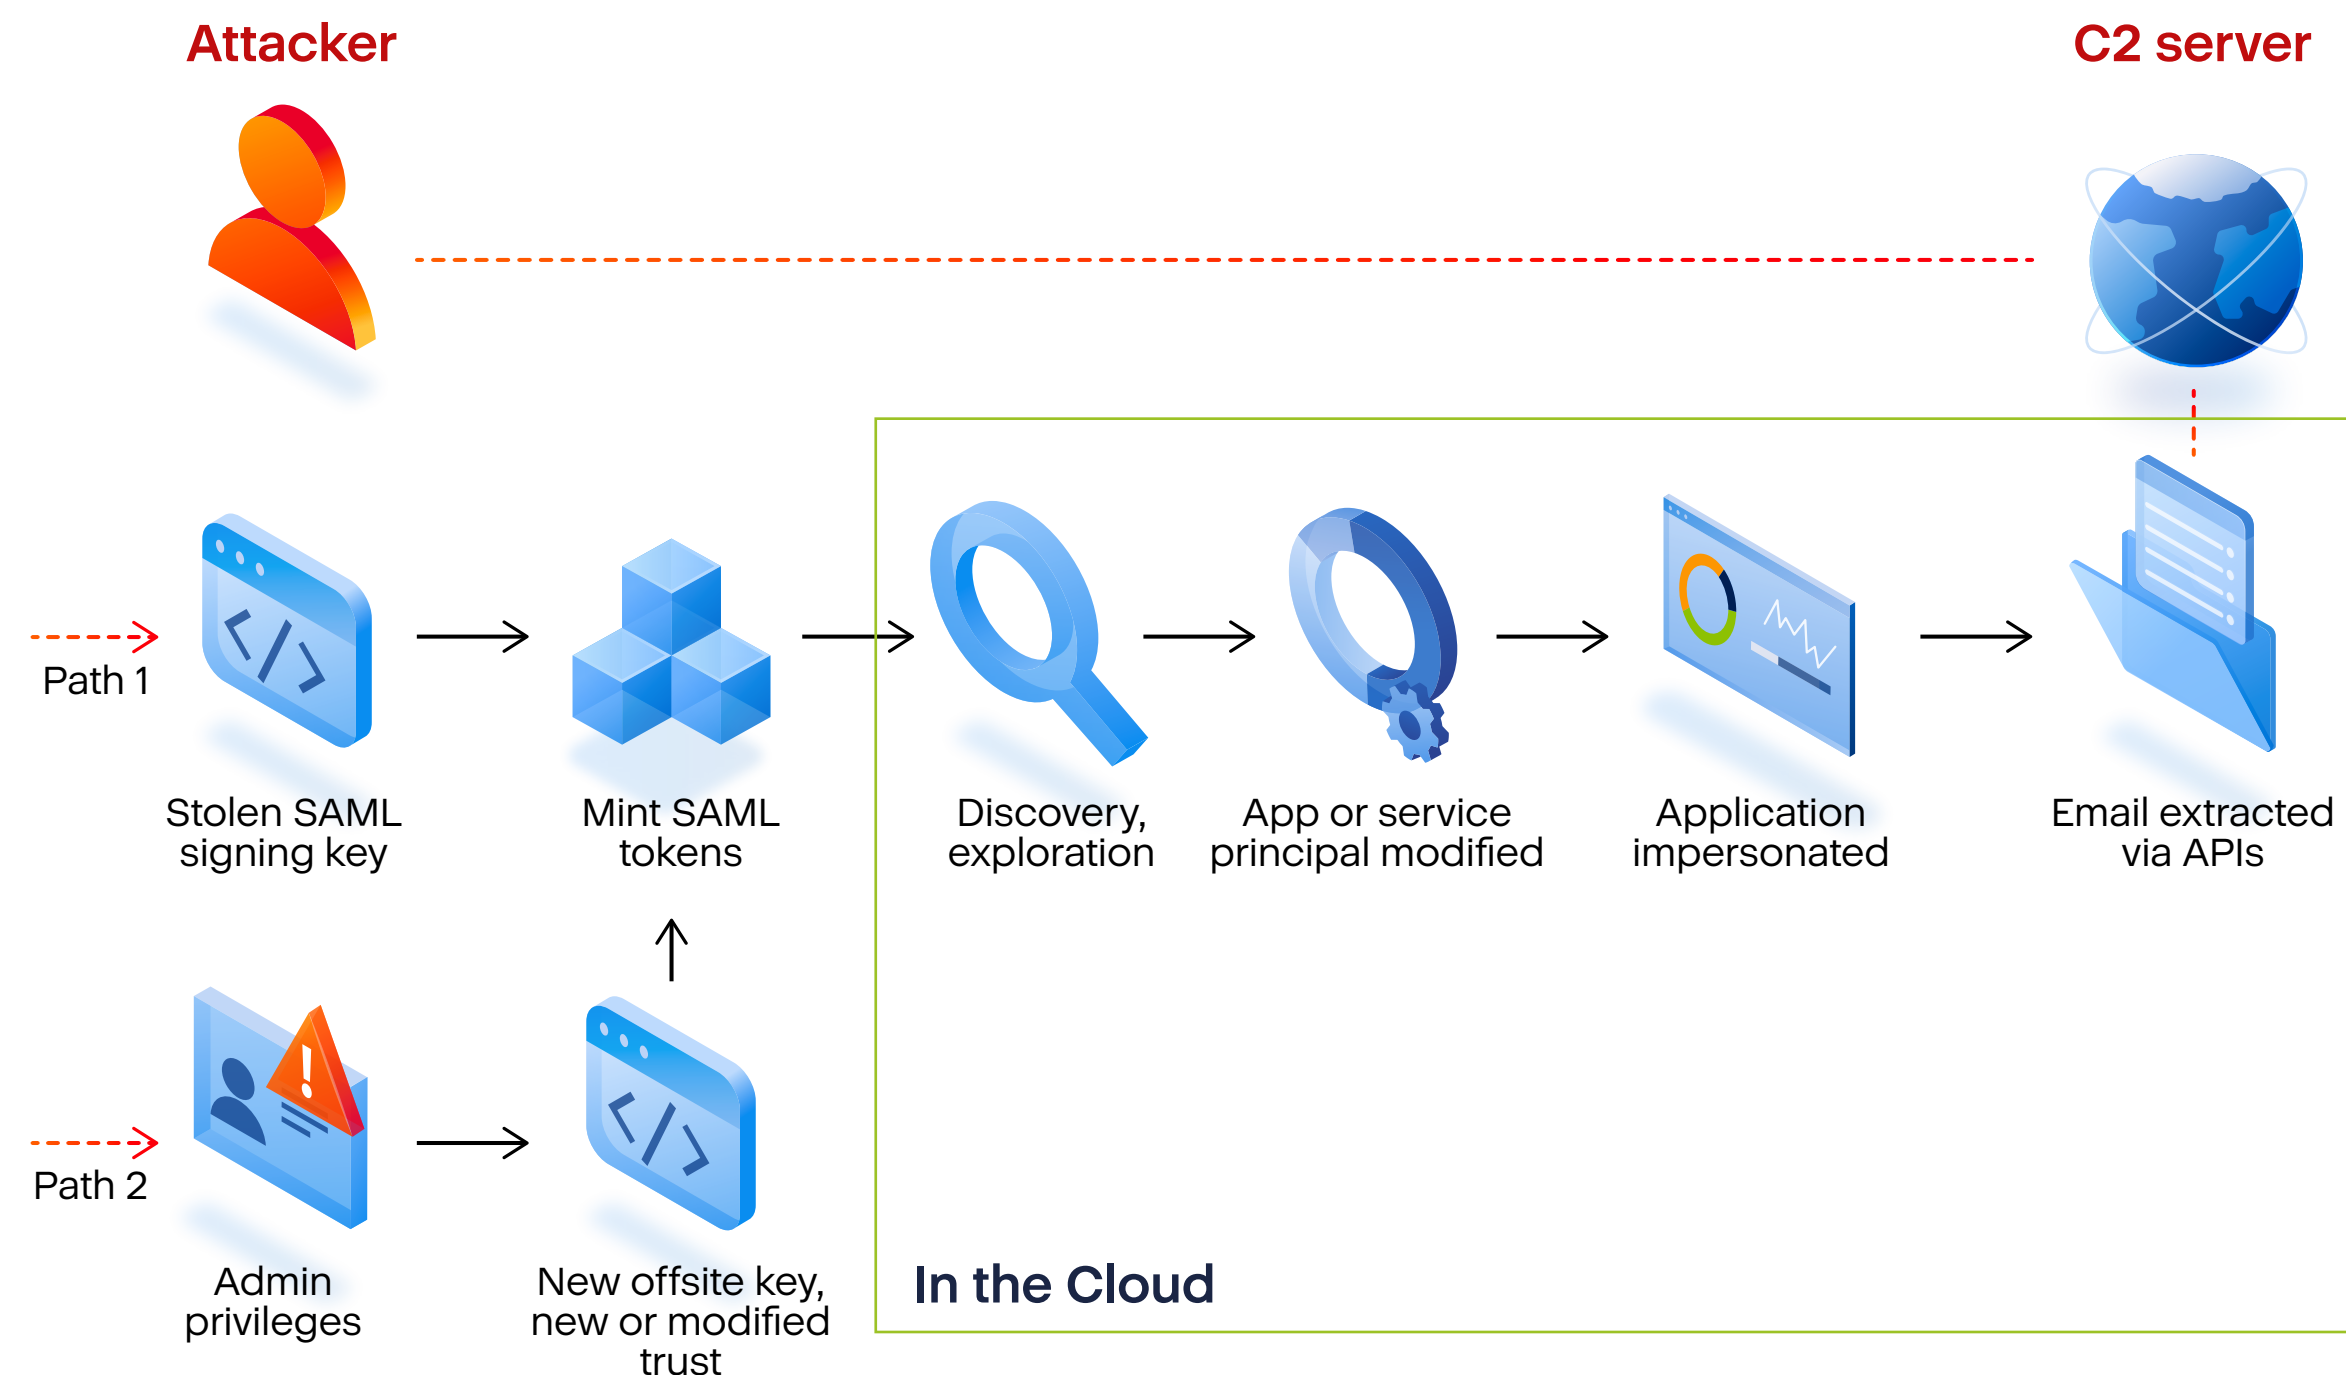 Attacker
C2 server
Path 1
Stolen SAML
signing key
Mint SAML
tokens
Discovery,
exploration
App or service
principal modified
Application
impersonated
Email extracted
via APIs
Path 2
Admin
privileges
New offsite key,
new or modified
trust
In the Cloud